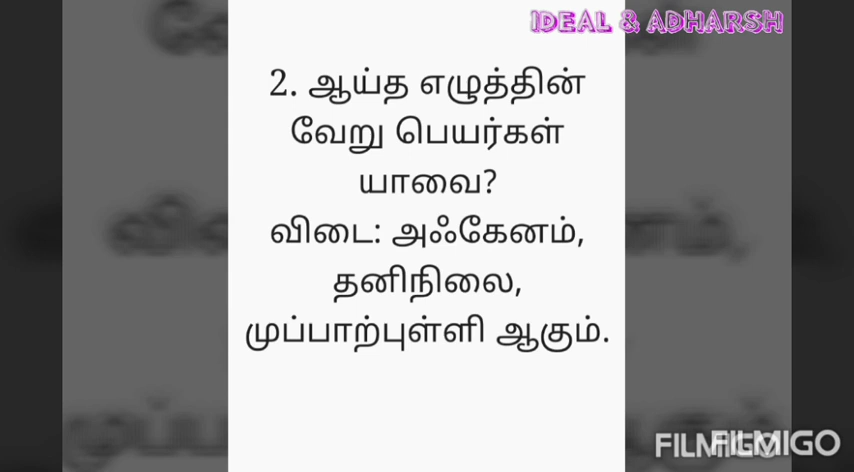 IDEAL & ADHARSH
2. ஆய்த எழுத்தின்
வேறு பெயர்கள்
யாவை?
விடை: அஃகேனம்,
தனிநிலை,
முப்பாற்புள்ளி ஆகும்.
FILMIGO